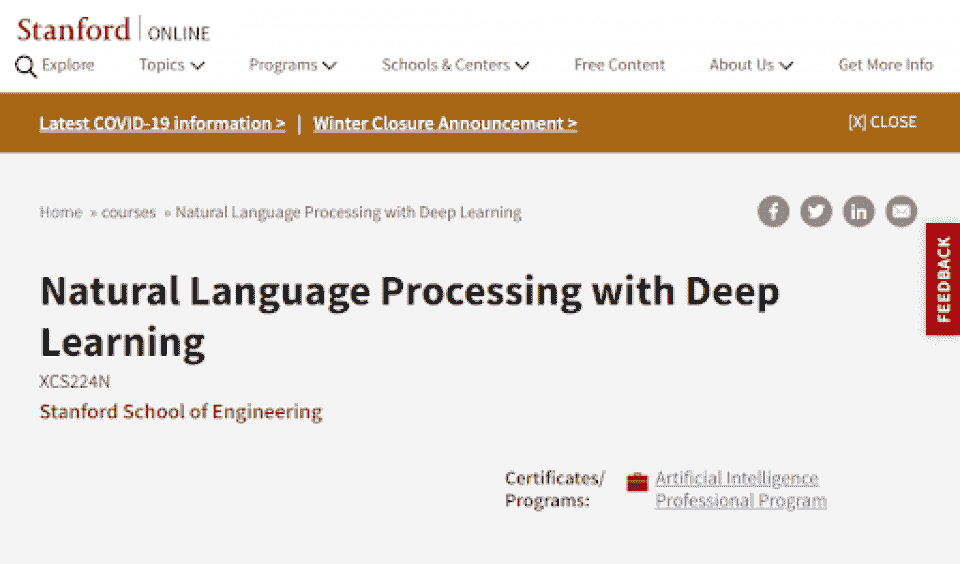 Stanford | ONLINE
Explore Topics Programs Schools & Centers Free Content About Us Get More Info
Latest COVID-19 information > | Winter Closure Announcement > [X] CLOSE
Home » courses » Natural Language Processing with Deep Learning
FEEDBACK
Natural Language Processing with Deep
Learning
XCS224N
Stanford School of Engineering
Certificates/ Artificial Intelligence
Programs: Professional Program